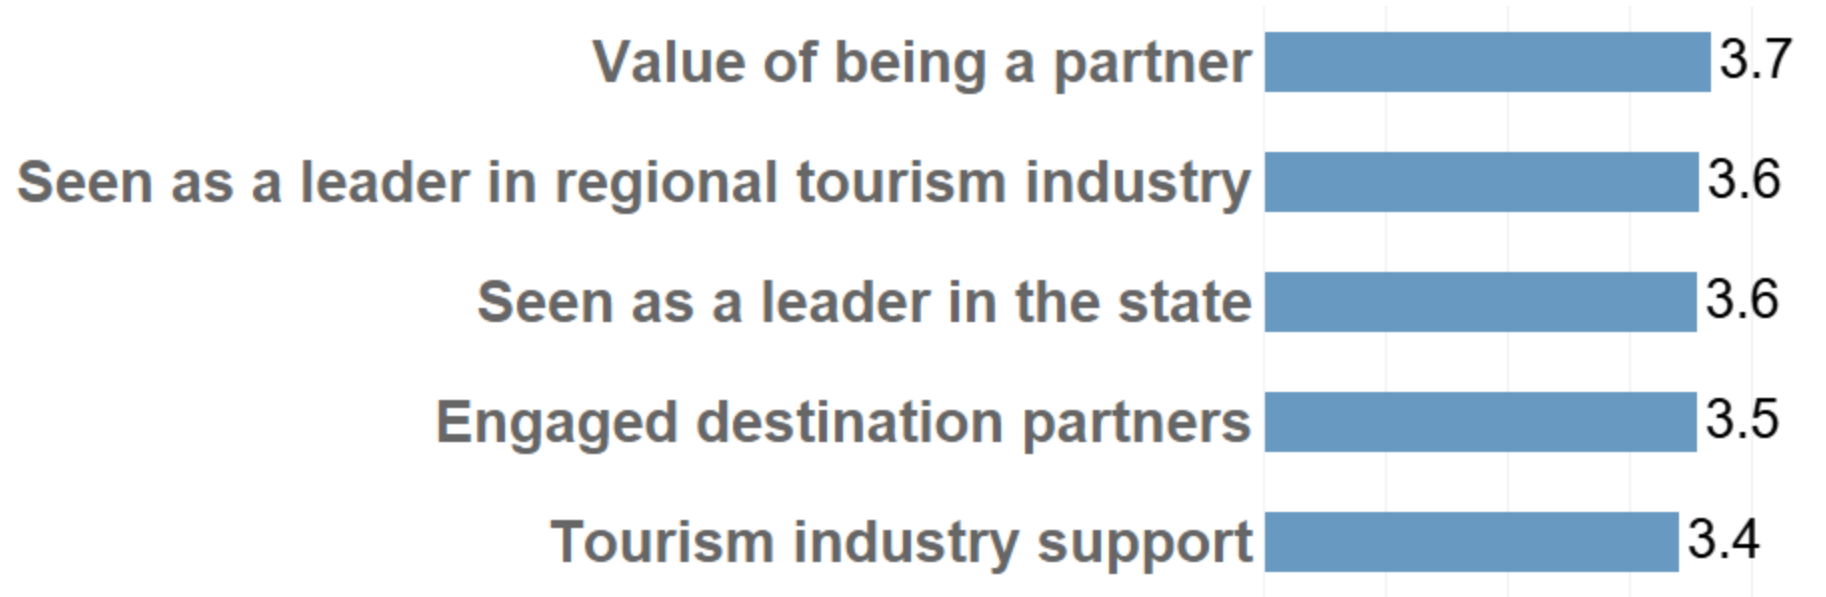 Value of being a partner 3.7
Seen as a leader in regional tourism industry 3.6
Seen as a leader in the state 3.6
Engaged destination partners 3.5
Tourism industry support 3.4